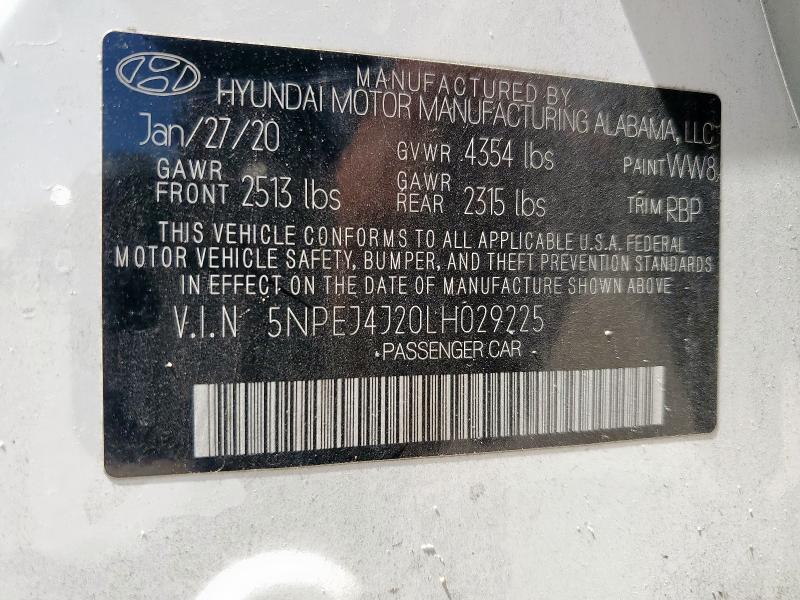 MANUFACTURED BY
HYUNDAI MOTOR MANUFACTURING ALABAMA, LLC
Jan/27/20 GVWR 4354 lbs PAINT WW8
GAWR FRONT 2513 lbs GAWR REAR 2315 lbs TRIM RBP
THIS VEHICLE CONFORMS TO ALL APPLICABLE U.S.A. FEDERAL
MOTOR VEHICLE SAFETY, BUMPER, AND THEFT PREVENTION STANDARDS
IN EFFECT ON THE DATE OF MANUFACTURE SHOWN ABOVE.
V.I.N 5NPEJ4J20LH029225
•PASSENGER CAR